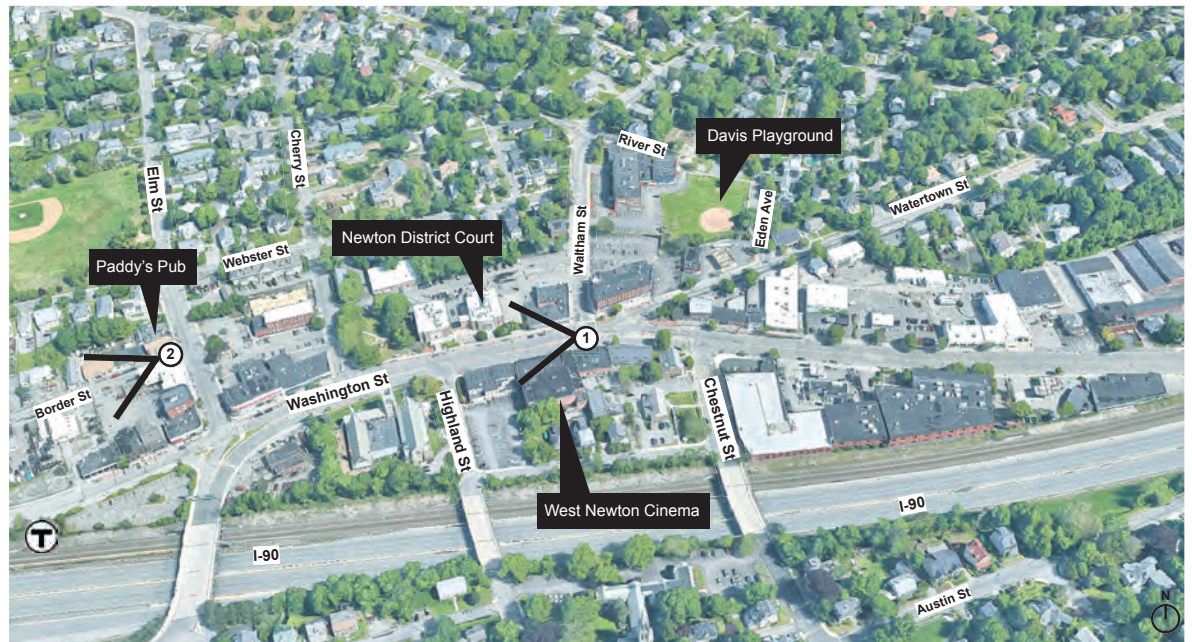 River St
Davis Playground
Cherry St
Elm St
Watertown St
Eden Ave
Newton District Court
Waltham St
Webster St
Paddy's Pub
1
2
Washington St
Border St
Chestnut St
Highland St
West Newton Cinema
I-90
T
I-90
N
Austin St